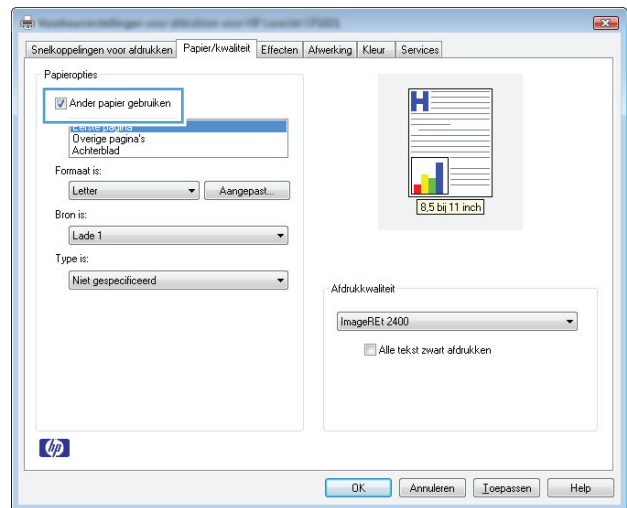 Snelkoppelingen voor afdrukken Papier/kwaliteit Effecten Afwerking Kleur Services
Papieropties
Ander papier gebruiken
Eerste pagina
Overige pagina's
Achterblad
Formaat is:
Letter Aangepast...
Bron is:
Lade 1
Type is:
Niet gespecificeerd
H
8,5 bij 11 inch
Afdrukkwaliteit
ImageREt 2400
Alle tekst zwart afdrukken
hp
OK Annuleren Toepassen Help